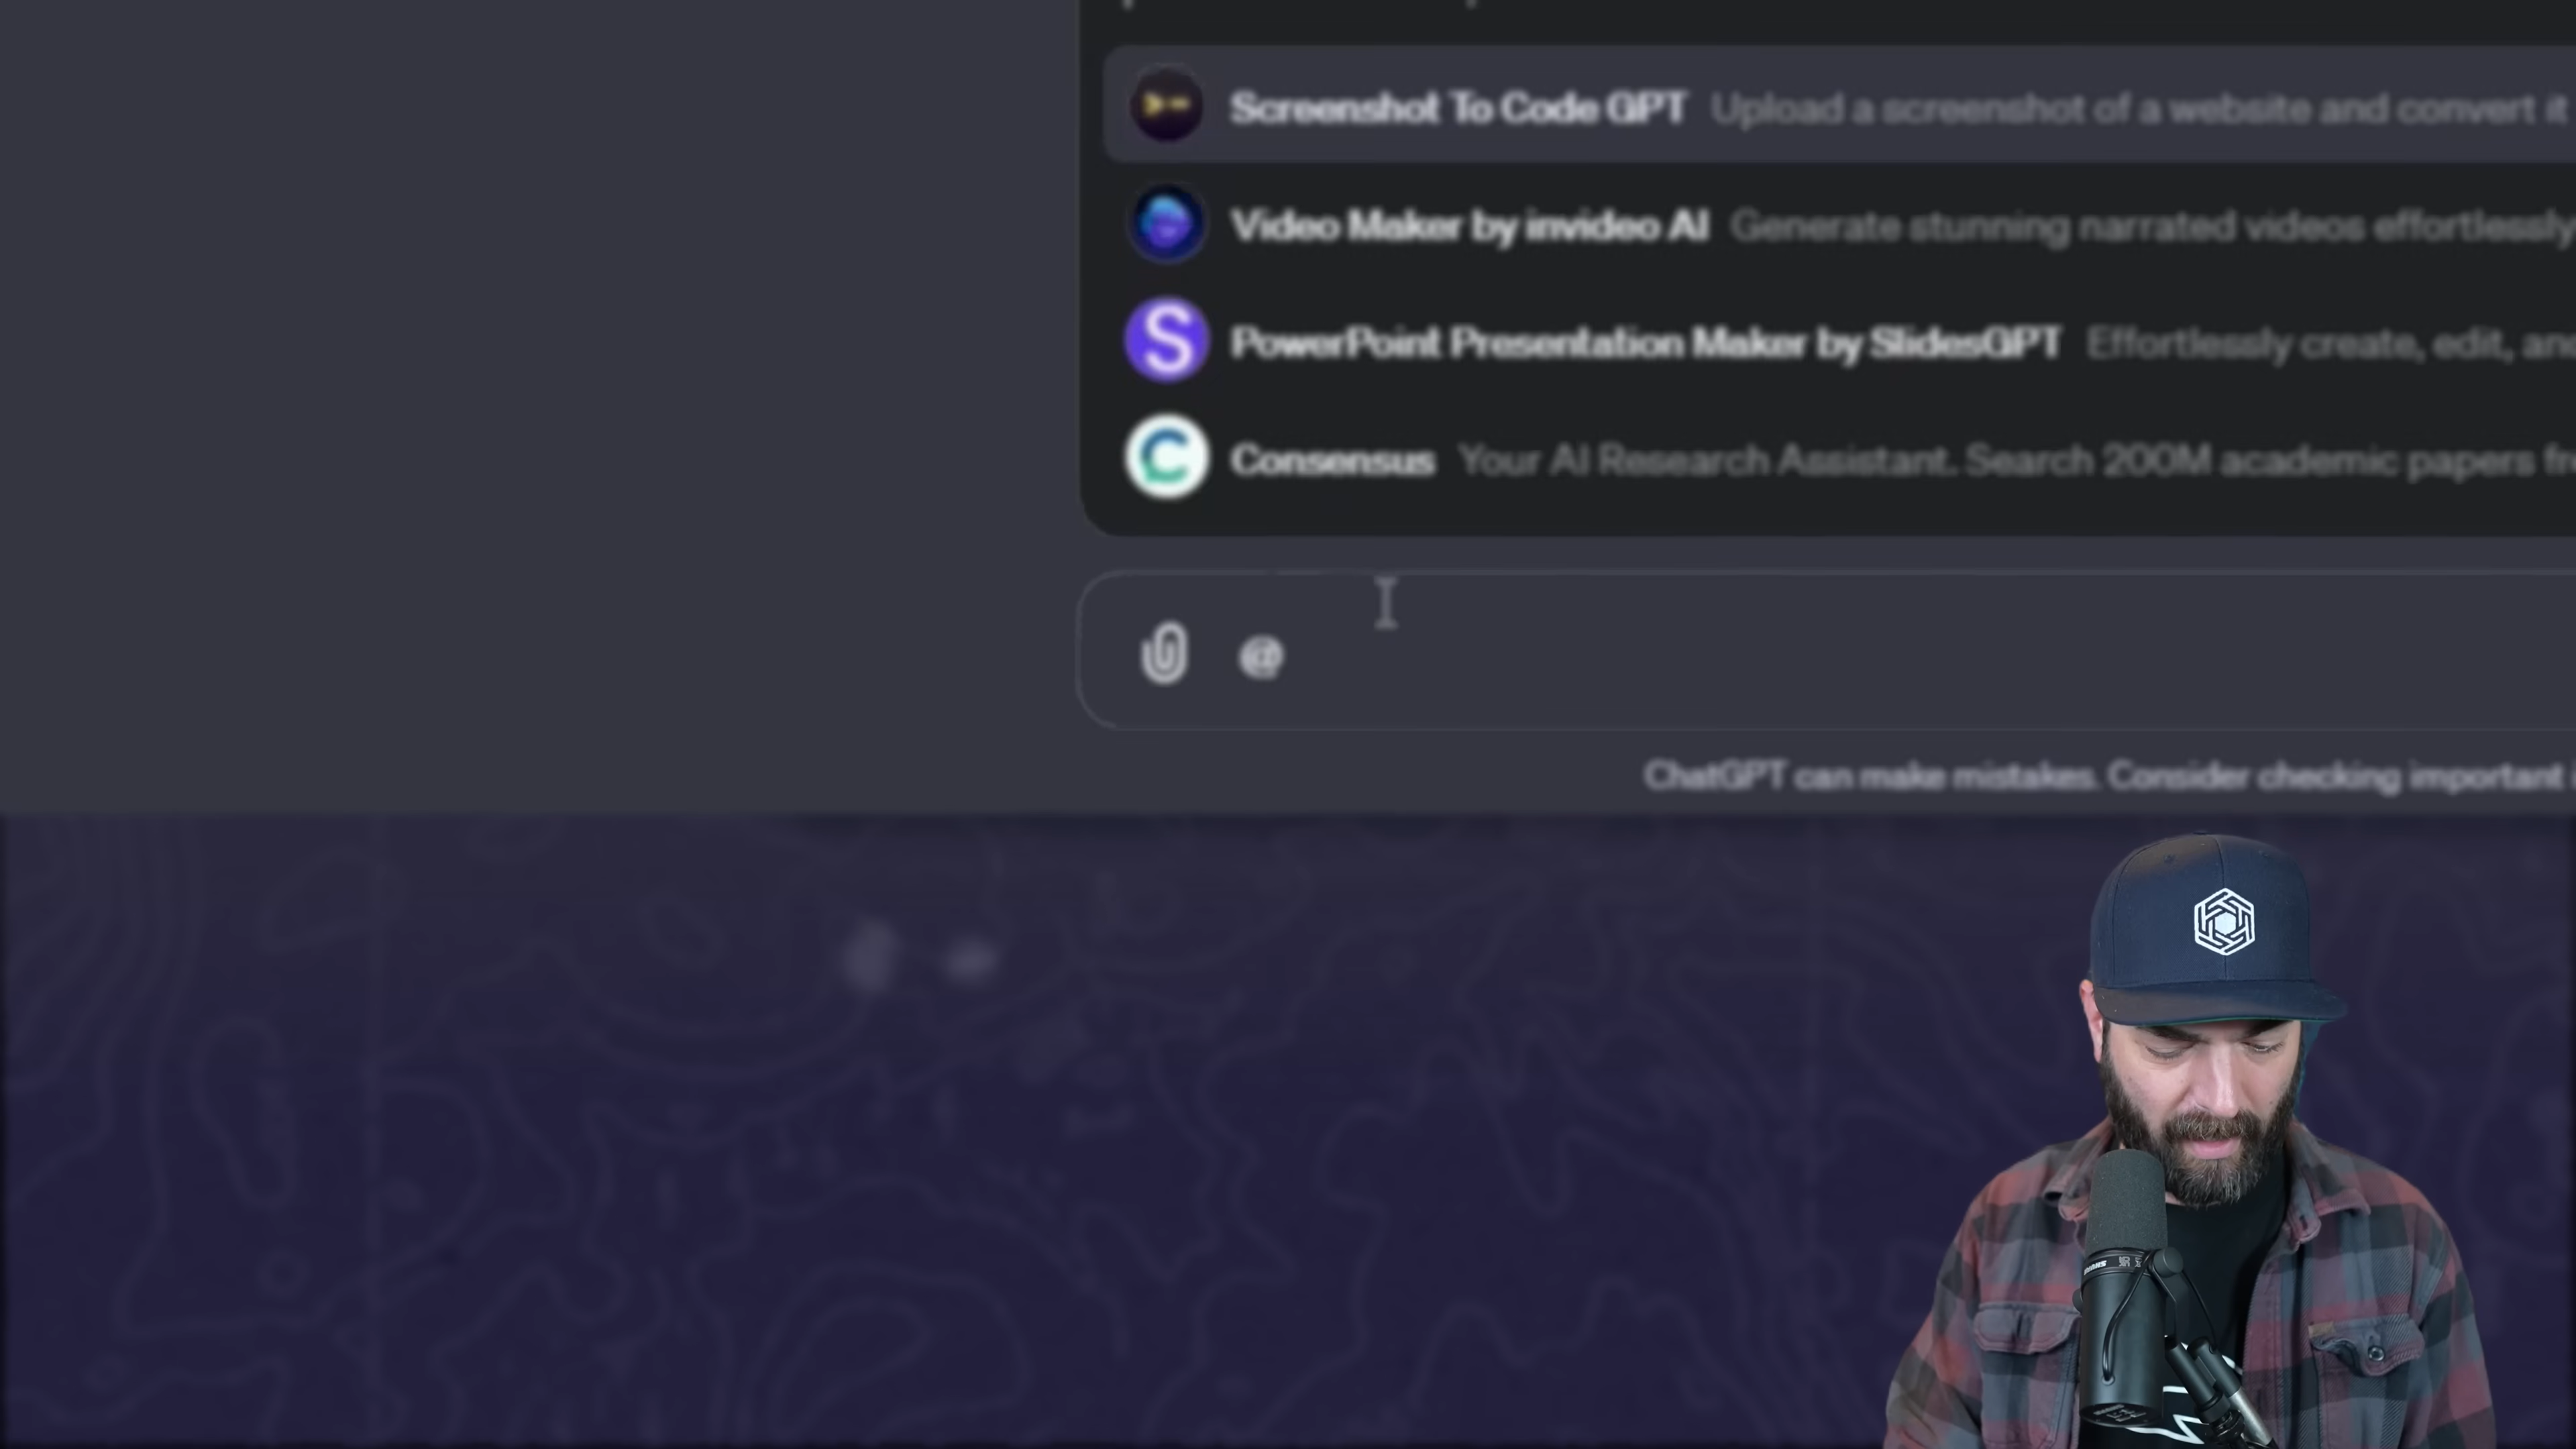 Screenshot To Code GPT Upload a screenshot of a website and convert it
Video Maker by invideo AI Generate stunning narrated videos effortlessly
S PowerPoint Presentation Maker by SlidesGPT Effortlessly create, edit, and
C Consensus Your AI Research Assistant. Search 200M academic papers
@
ChatGPT can make mistakes. Consider checking important